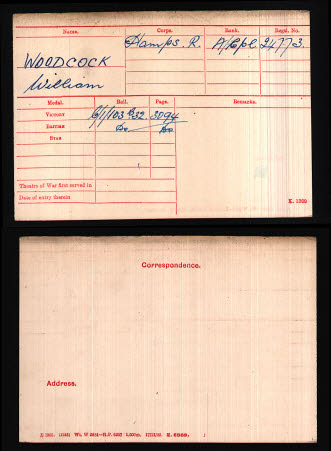 Name. Corps. Rank. Regtl. No.
WOODCOCK Hamps. R. A/Cpl. 24773.
William
Medal. Roll. Page. Remarks.
VICTORY 3094
BRITISH Do Do
STAR
Theatre of War first served in
Date of entry therein K. 1380
Correspondence.
Address.